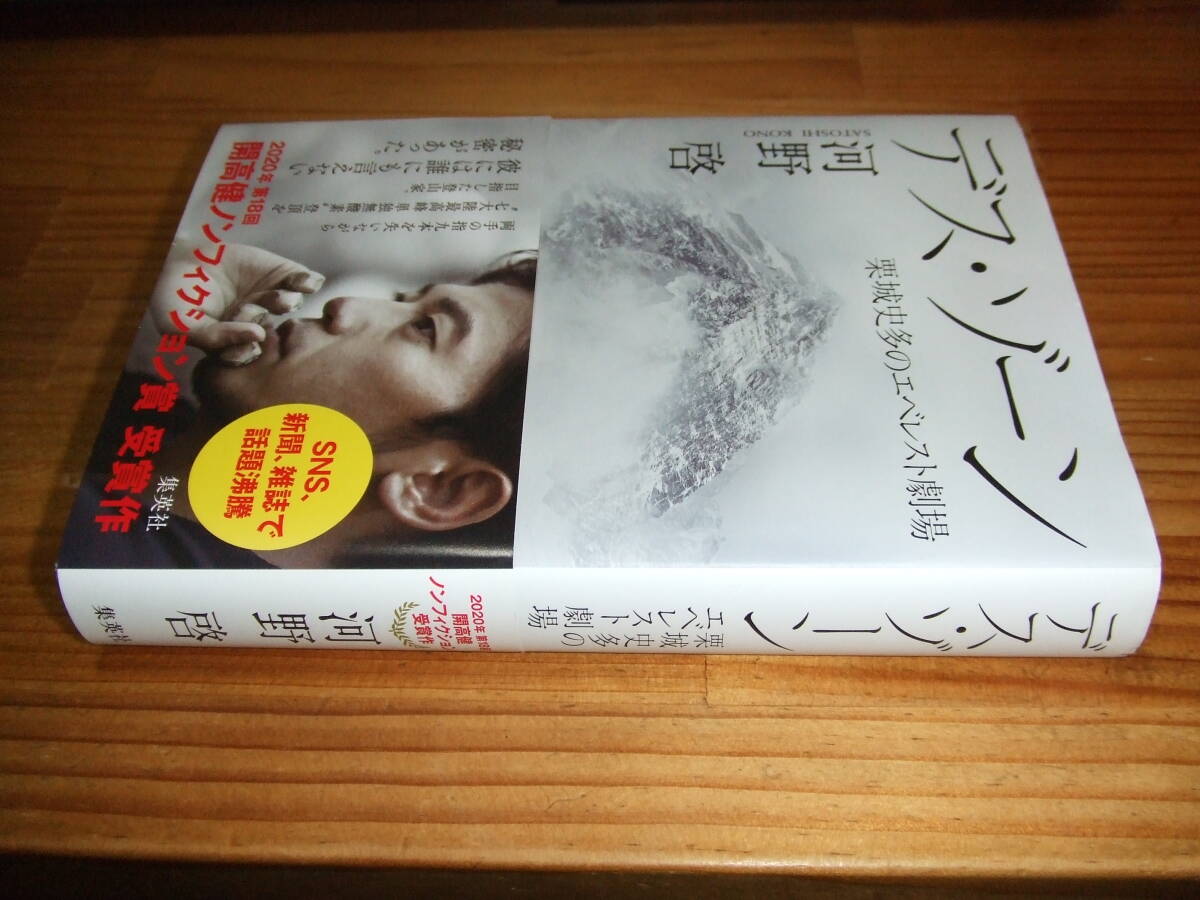 デス・ゾーン
栗城史多のエベレスト劇場
河野
啓
SATOSHI KONO
両手の指九本を失いながら
〝七大陸最高峰単独無酸素〟登頂を
目指した登山家。
彼には誰にも言えない
秘密があった。
2020年 第18回
開高健ノンフィクション賞 受賞作
SNS、
新聞、雑誌で
話題沸騰
集英社
デス・ゾーン
栗城史多の
エベレスト劇場
2020年 第18回
開高健
ノンフィクション賞
受賞作
河野 啓
集英社